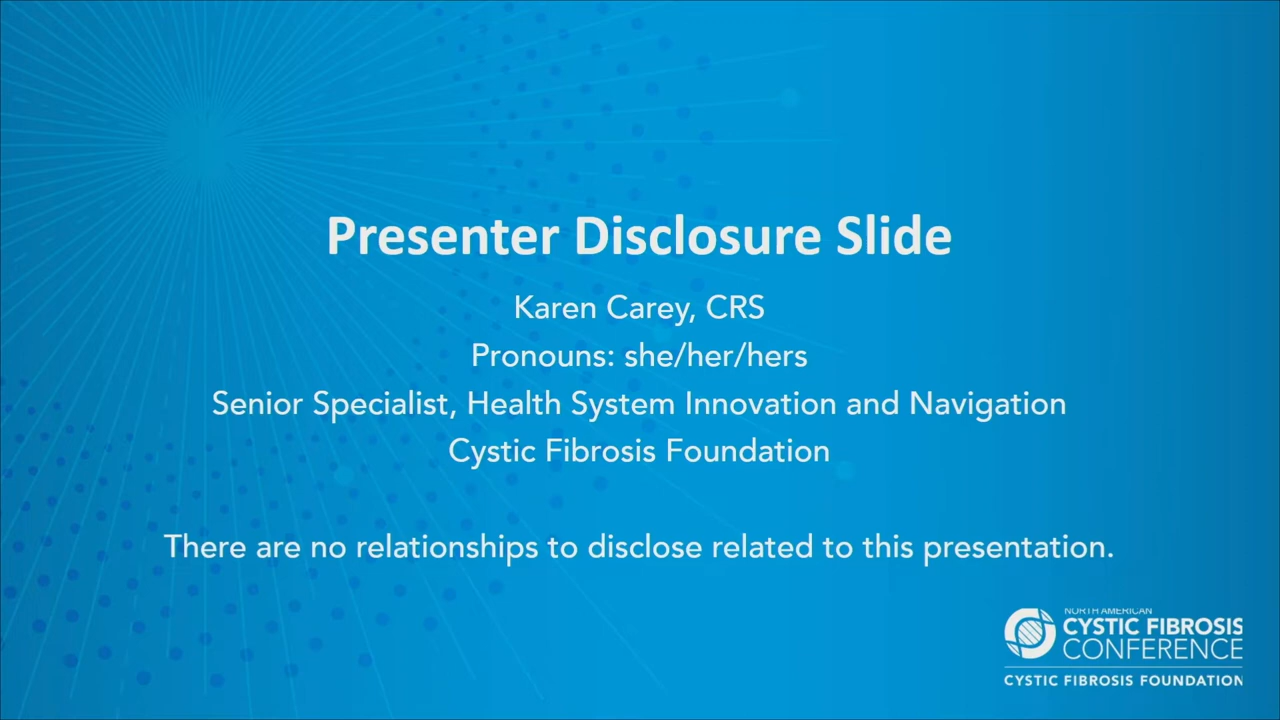 Presenter Disclosure Slide
Karen Carey, CRS
Pronouns: she/her/hers
Senior Specialist, Health System Innovation and Navigation
Cystic Fibrosis Foundation
There are no relationships to disclose related to this presentation.
NORTH AMERICAN
CYSTIC FIBROSIS
CONFERENCE
CYSTIC FIBROSIS FOUNDATION